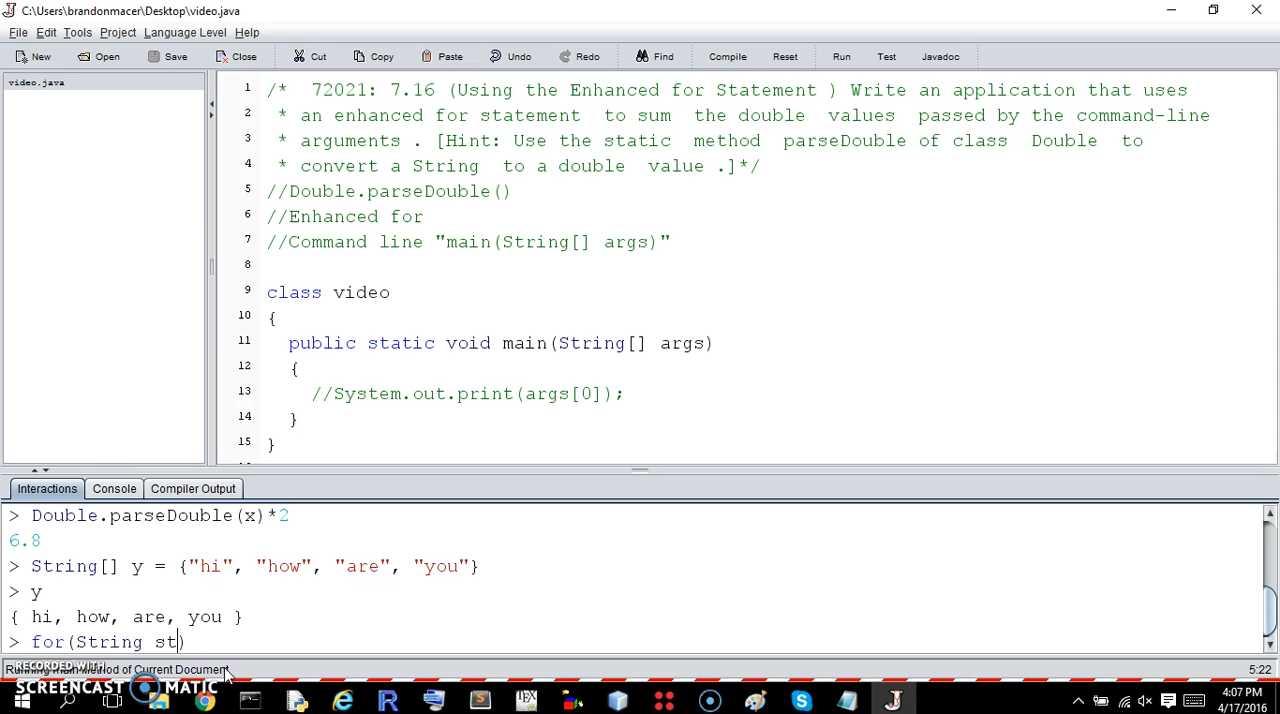 C:\Users\brandonmacer\Desktop\video.java
File Edit Tools Project Language Level Help
New Open Save Close Cut Copy Paste Undo Redo Find Compile Reset Run Test Javadoc
video.java
1 /*  72021: 7.16 (Using the Enhanced for Statement ) Write an application that uses
2 * an enhanced for statement  to sum  the double  values  passed by the command-line
3 * arguments . [Hint: Use the static  method  parseDouble of class  Double  to
4 * convert a String  to a double  value .]*/
5 //Double.parseDouble()
6 //Enhanced for
7 //Command line "main(String[] args)"
8
9 class video
10 {
11 public static void main(String[] args)
12 {
13 //System.out.print(args[0]);
14 }
15 }
Interactions Console Compiler Output
> Double.parseDouble(x)*2
6.8
> String[] y = {"hi", "how", "are", "you"}
> y
{ hi, how, are, you }
> for(String st)
Running main Method of Current Document 5:22
RECORDED WITH
SCREENCAST MATIC
4:07 PM
4/17/2016